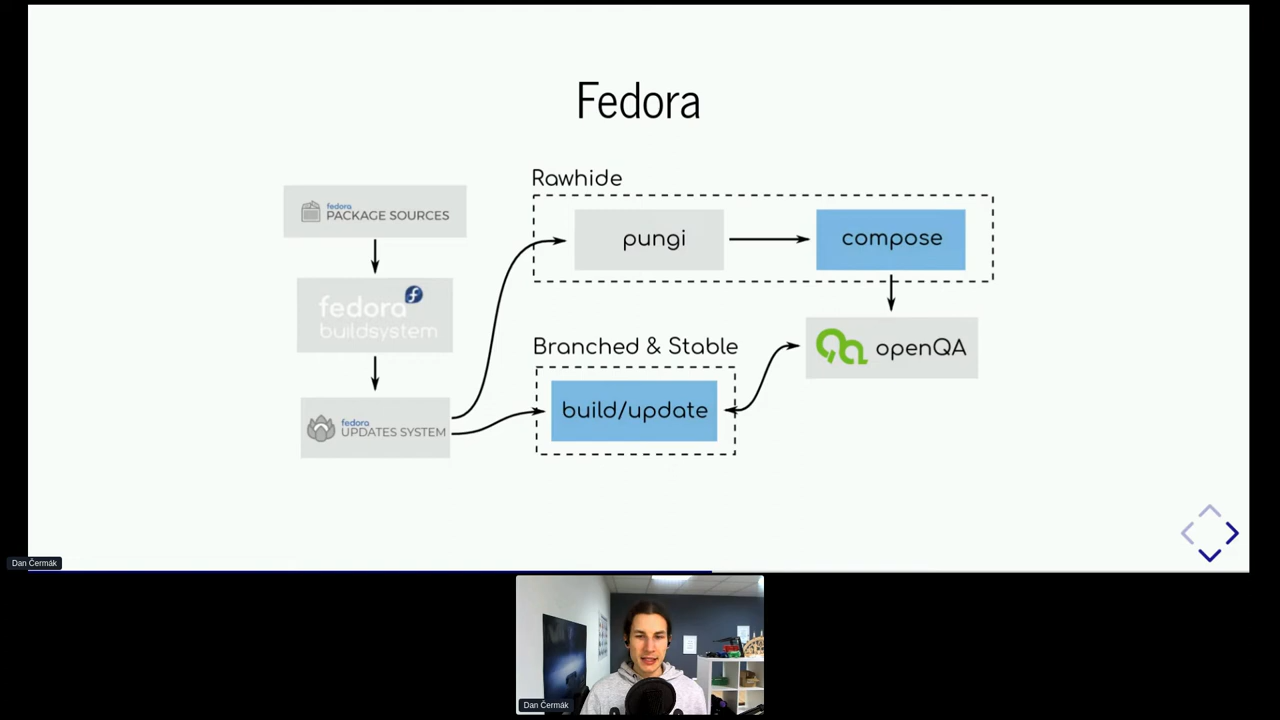 Fedora
Rawhide
fedora
PACKAGE SOURCES
pungi
compose
fedora
buildsystem
Branched & Stable
openQA
build/update
fedora
UPDATES SYSTEM
Dan Čermák
Dan Čermák